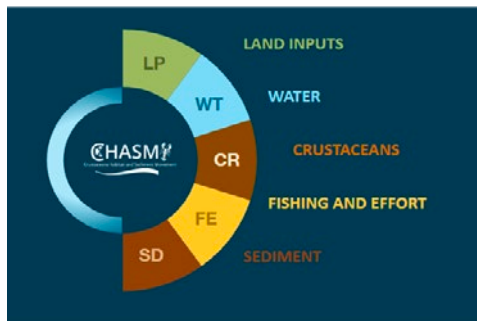 LP
LAND INPUTS
WT
WATER
CHASM
CR
CRUSTACEANS
FE
FISHING AND EFFORT
SD
SEDIMENT